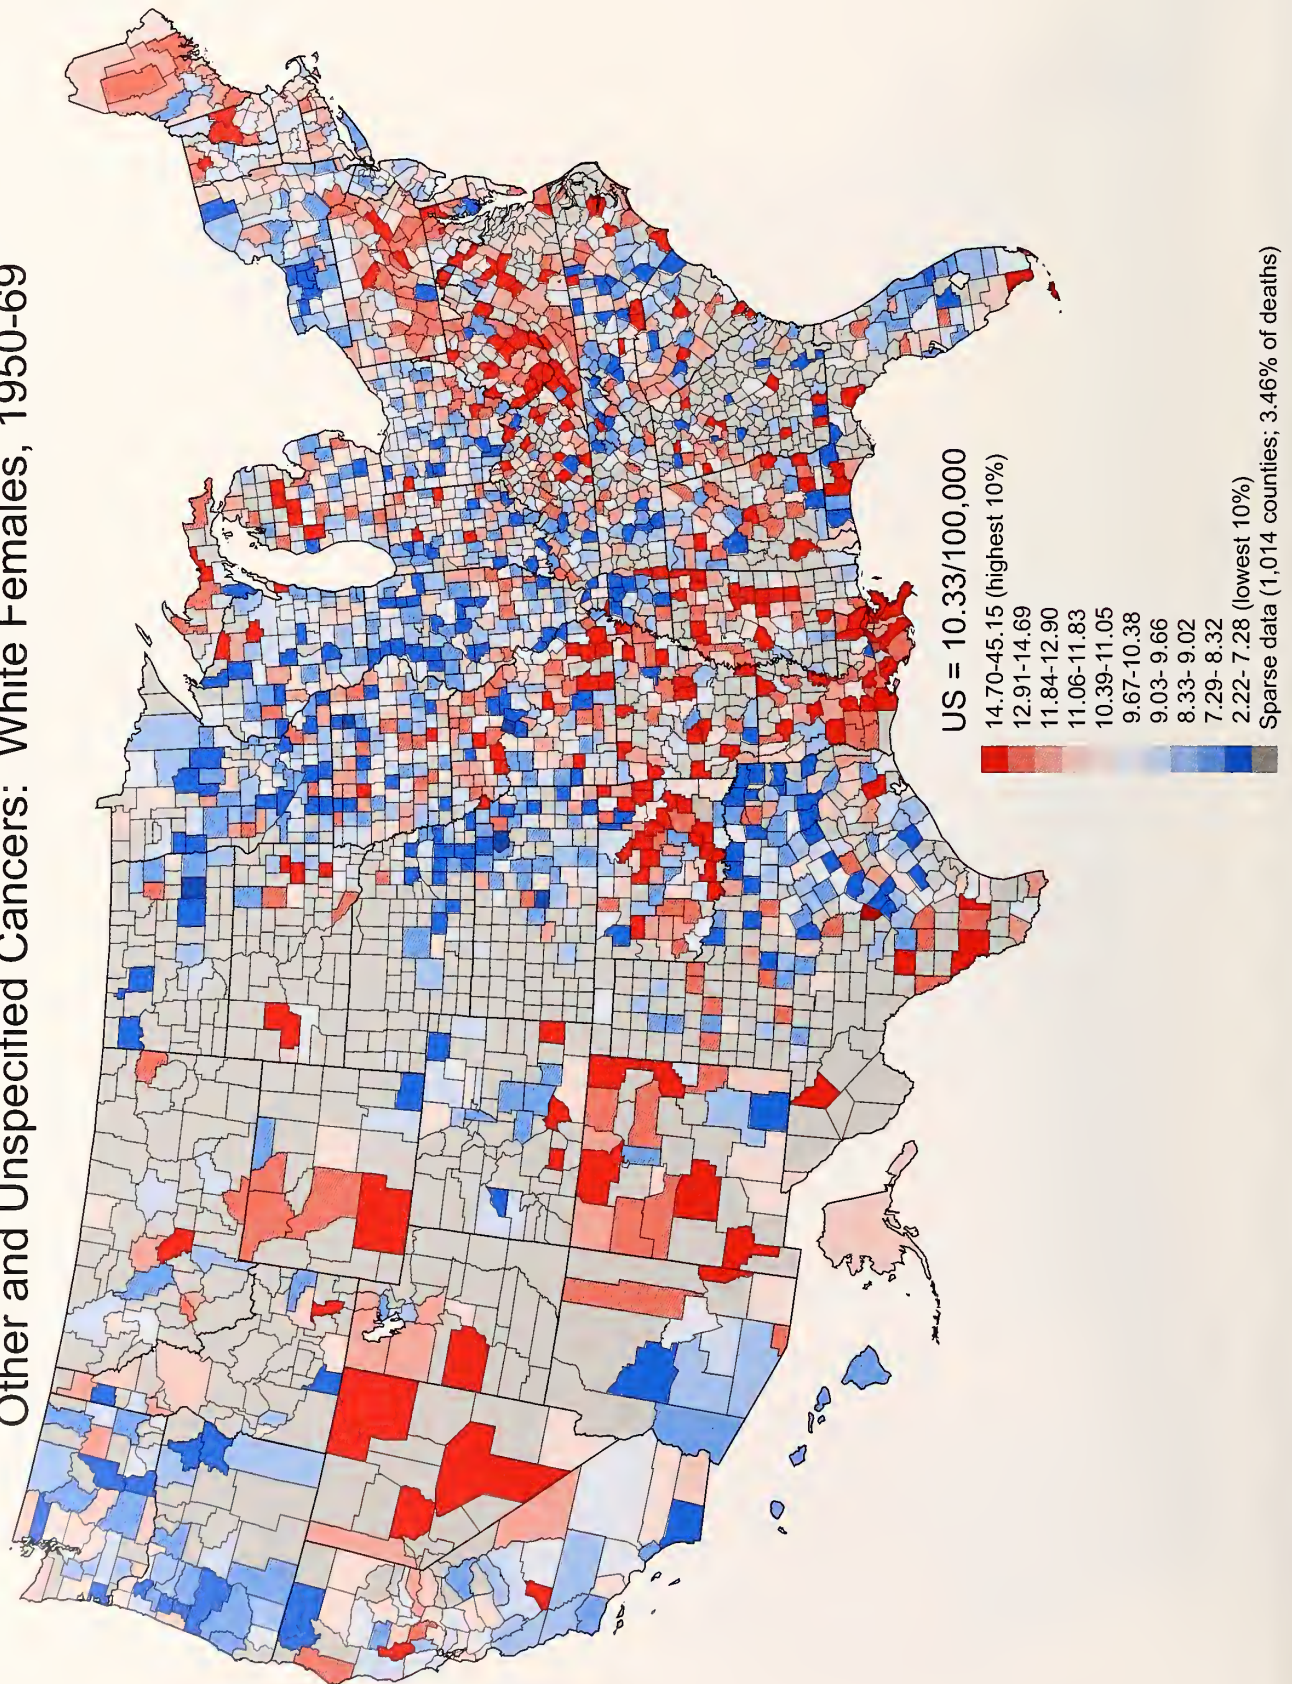 Other and Unspecified Cancers: White Females, 1950-69
US = 10.33/100,000
14.70-45.15 (highest 10%)
12.91-14.69
11.84-12.90
11.06-11.83
10.39-11.05
9.67-10.38
9.03- 9.66
8.33- 9.02
7.29- 8.32
2.22- 7.28 (lowest 10%)
Sparse data (1,014 counties; 3.46% of deaths)